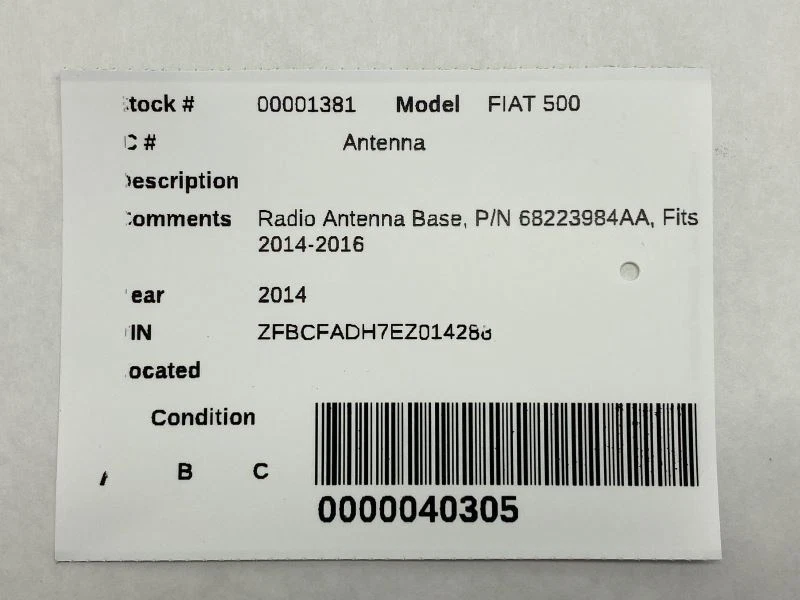 tock # 00001381 Model FIAT 500
C # Antenna
escription
omments Radio Antenna Base, P/N 68223984AA, Fits
2014-2016
ear 2014
IN
ocated
Condition
B C
0000040305